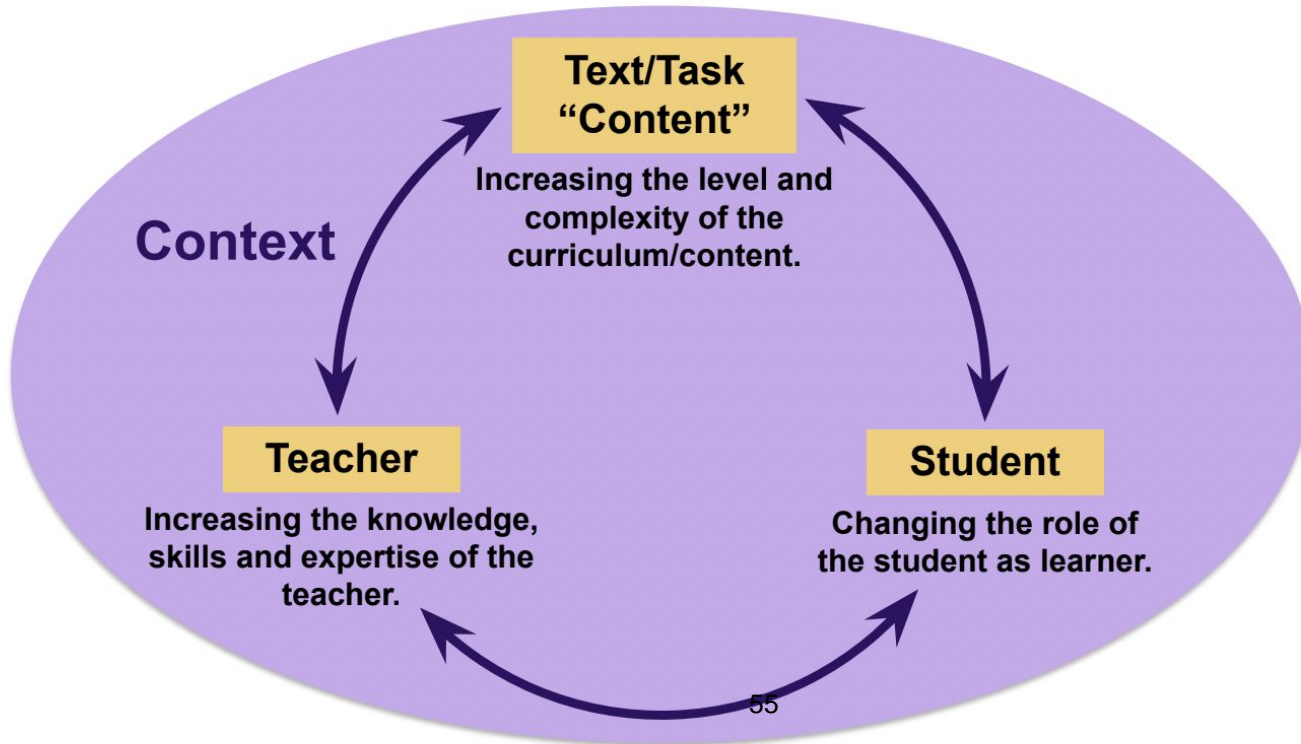 Text/Task
“Content”
Increasing the level and
complexity of the
curriculum/content.
Context
Teacher
Increasing the knowledge,
skills and expertise of the
teacher.
Student
Changing the role of
the student as learner.
55